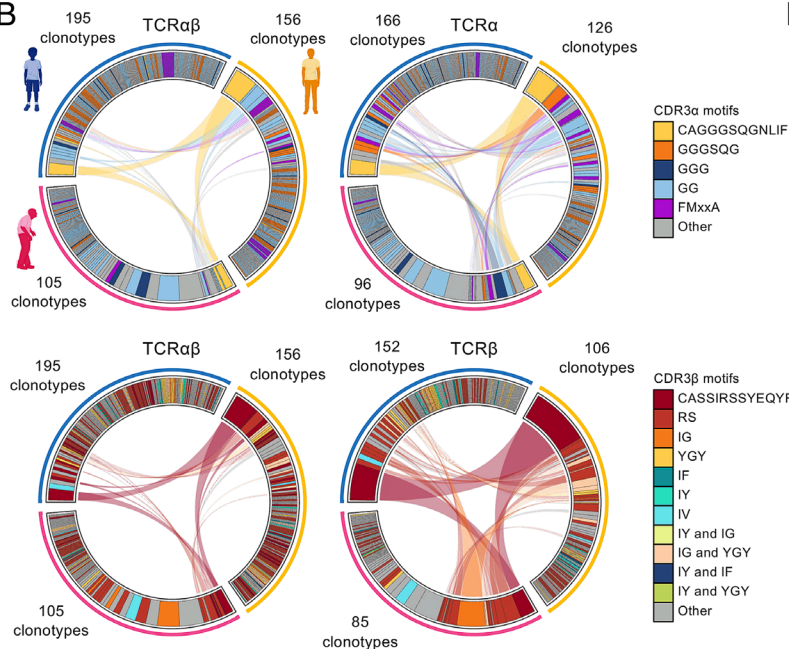 B
195
clonotypes
TCRαβ
156
clonotypes
166
clonotypes
TCRα
126
clonotypes
105
clonotypes
96
clonotypes
CDR3α motifs
CAGGGSQGNLIF
GGGSQG
GGG
GG
FMxxA
Other
195
clonotypes
TCRαβ
156
clonotypes
152
clonotypes
TCRβ
106
clonotypes
105
clonotypes
85
clonotypes
CDR3β motifs
CASSIRSSYEQYF
RS
IG
YGY
IF
IY
IV
IY and IG
IG and YGY
IY and IF
IY and YGY
Other